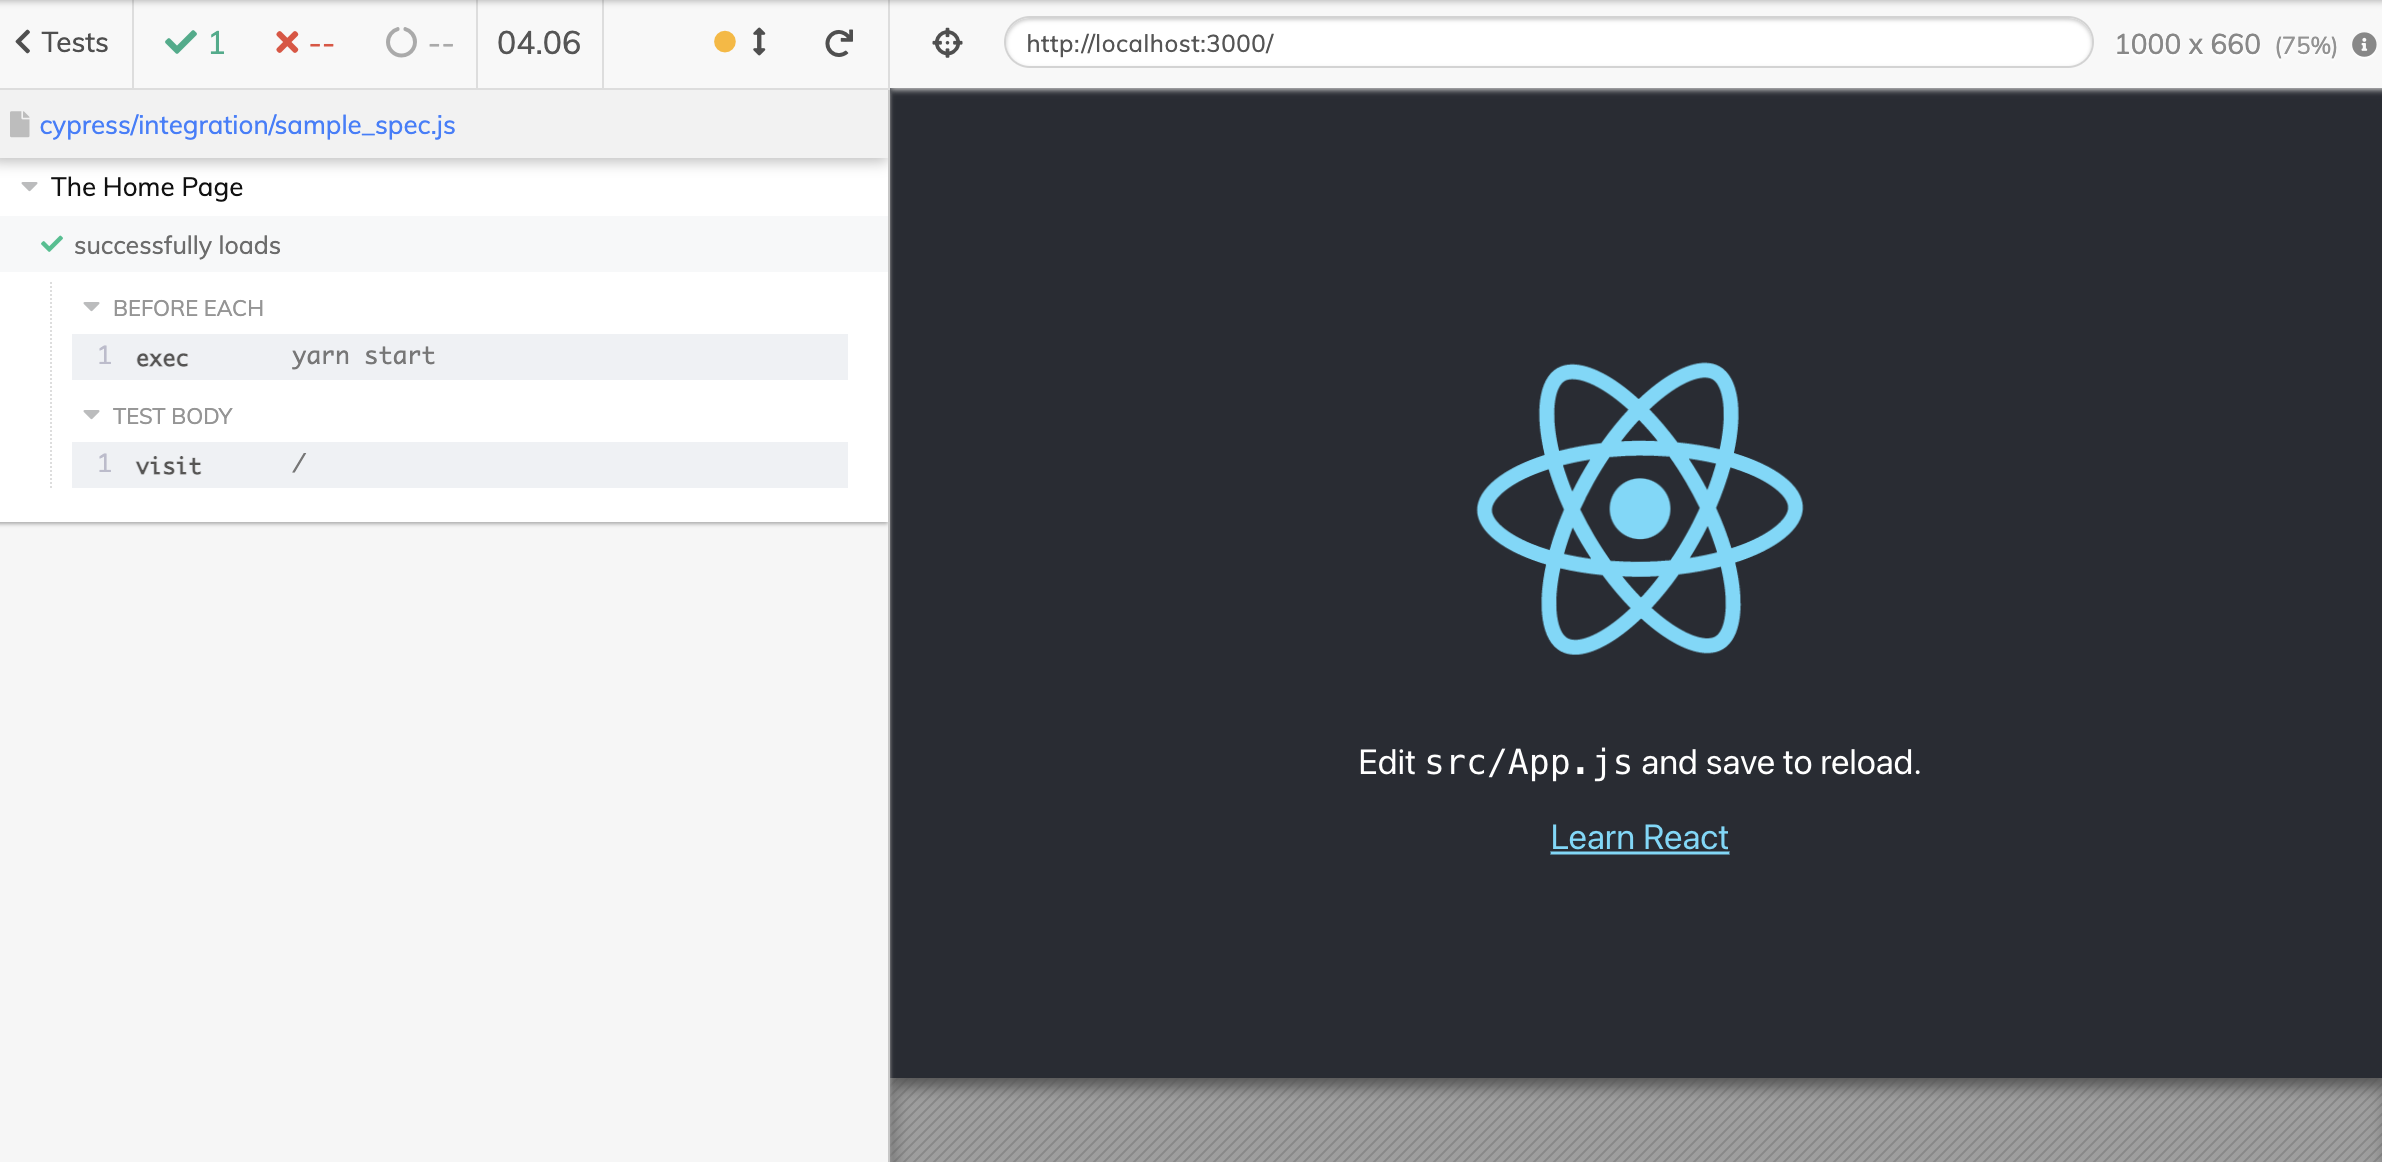 Tests 1 -- -- 04.06
http://localhost:3000/ 1000 x 660 (75%)
cypress/integration/sample_spec.js
The Home Page
successfully loads
BEFORE EACH
1 exec yarn start
TEST BODY
1 visit /
Edit src/App.js and save to reload.
Learn React